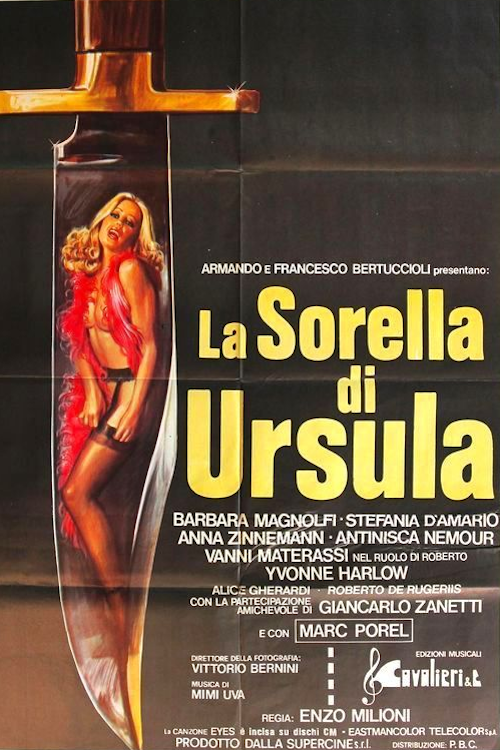 ARMANDO E FRANCESCO BERTUCCIOLI presentano:
La Sorella
di
Ursula
BARBARA MAGNOLFI · STEFANIA D'AMARIO
ANNA ZINNEMANN · ANTINISCA NEMOUR
VANNI MATERASSI NEL RUOLO DI ROBERTO
YVONNE HARLOW
ALICE GHERARDI · ROBERTO DE RUGERIIS
CON LA PARTECIPAZIONE
AMICHEVOLE DI GIANCARLO ZANETTI
E CON MARC POREL
DIRETTORE DELLA FOTOGRAFIA:
VITTORIO BERNINI
MUSICA DI
MIMI UVA
EDIZIONI MUSICALI
Cavalieri &
REGIA: ENZO MILIONI
La CANZONE EYES è incisa su dischi CM - EASTMANCOLOR TELECOLOR S.p.A.
PRODOTTO DALLA SUPERCINE s.r.l. DISTRIBUZIONE: P.B.C.